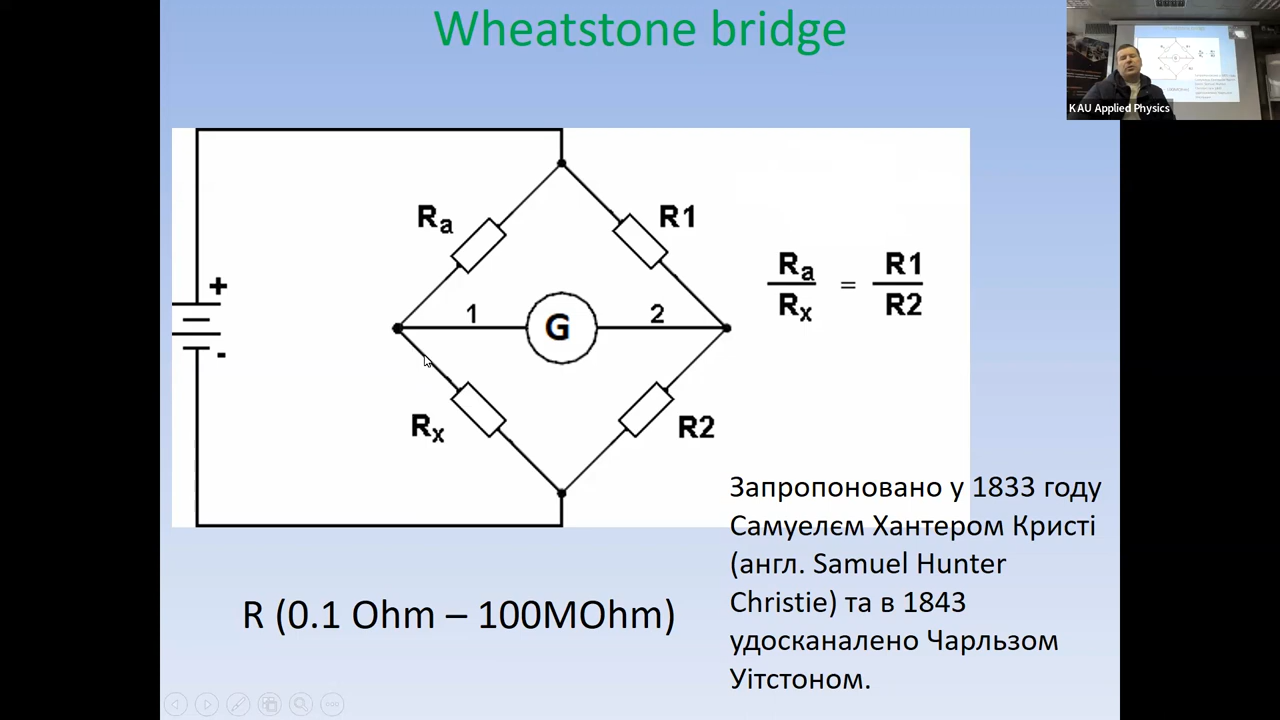 Wheatstone bridge
K AU Applied Physics
+
-
Ra
R1
1
G
2
Rx
R2
Ra = R1
Rx R2
R (0.1 Ohm – 100MOhm)
Запропоновано у 1833 году
Самуелєм Хантером Кристі
(англ. Samuel Hunter
Christie) та в 1843
удосканалено Чарльзом
Уітстоном.